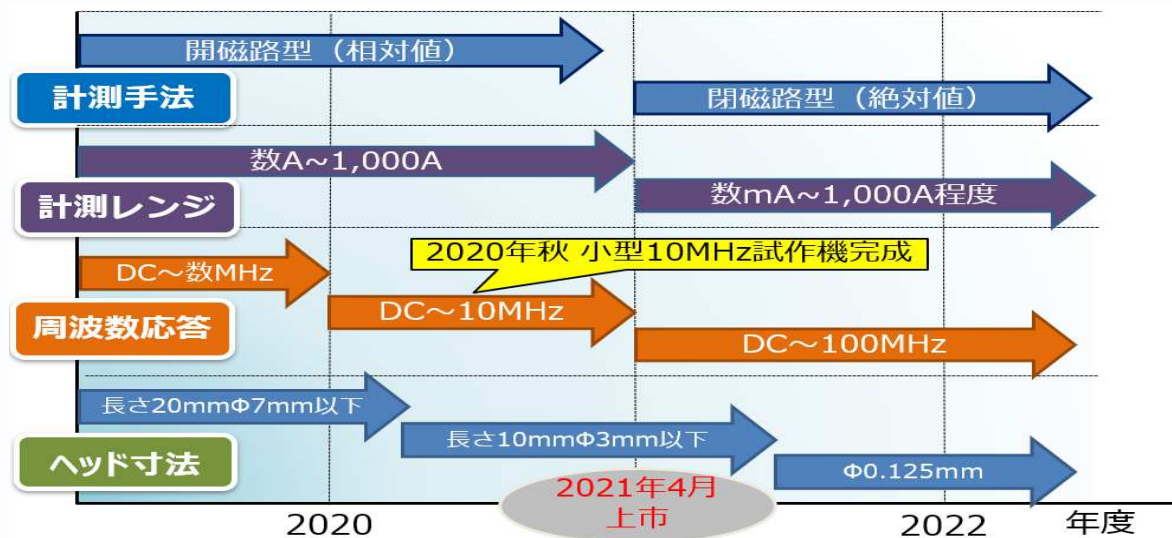 開磁路型（相対値）
計測手法
閉磁路型（絶対値）
数A~1,000A
計測レンジ
数mA~1,000A程度
2020年秋 小型10MHz試作機完成
DC～数MHz
DC～10MHz
周波数応答
DC～100MHz
長さ20mmΦ7mm以下
長さ10mmΦ3mm以下
ヘッド寸法
Φ0.125mm
2021年4月
上市
2020
2022
年度